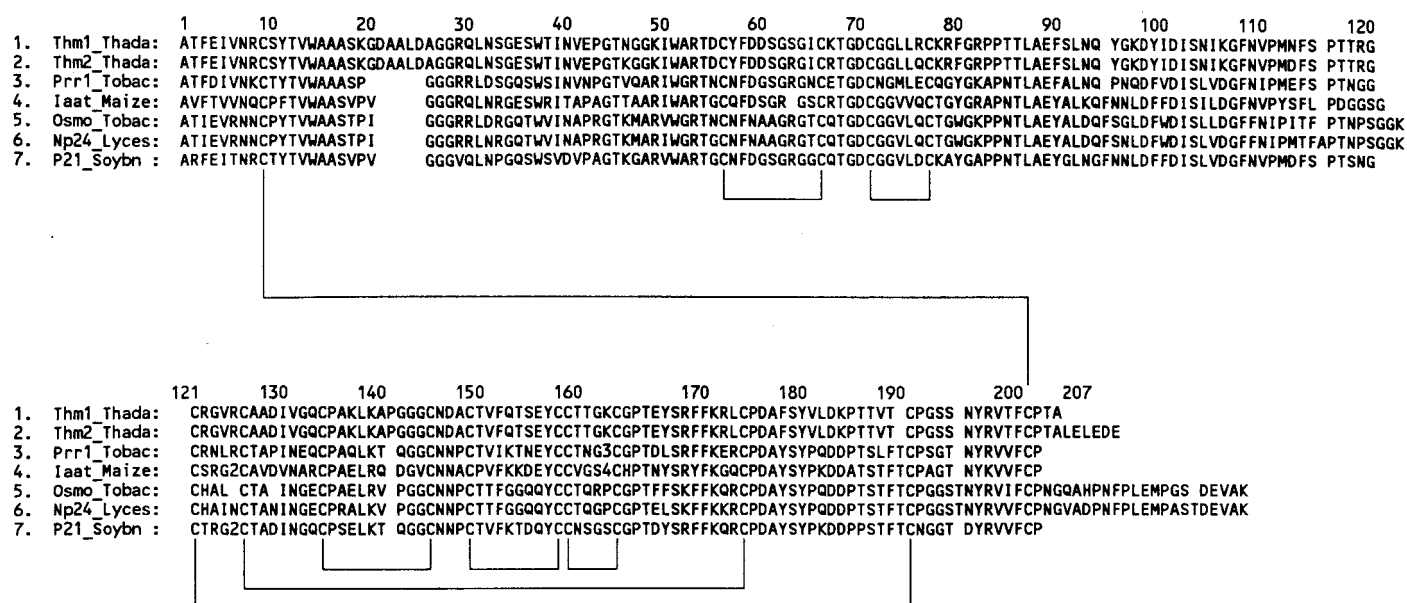 1 10 20 30 40 50 60 70 80 90 100 110 120
1. Thm1_Thada: ATFEIVNRCSYTVWAAASKGDAALDAGGRQLNSGESWTINVEPGTNGGKIWARTDCYFDDSGSGICKTGDCGGLLRCKRFGRPPTTLAEFSLNQ YGKDYIDISNIKGFNVPMNFS PTTRG
2. Thm2_Thada: ATFEIVNRCSYTVWAAASKGDAALDAGGRQLNSGESWTINVEPGTKGGKIWARTDCYFDDSGRGICRTGDCGGLLQCKRFGRPPTTLAEFSLNQ YGKDYIDISNIKGFNVPMDFS PTTRG
3. Prr1_Tobac: ATFDIVNKCTYTVWAAASP GGGRRLDSGQSWSINVNPGTVQARIWGRTNCNFDGSGRGNCETGDCNGMLECQGYGKAPNTLAEFALNQ PNQDFVDISLVDGFNIPMEFS PTNGG
4. Iaat_Maize: AVFTVVNQCPFTVWAASVPV GGGRQLNRGESWRITAPAGTTAARIWARTGCQFDSGR GSCRTGDCGGVVQCTGYGRAPNTLAEYALKQFNNLDFFDISILDGFNVPYSFL PDGGSG
5. Osmo_Tobac: ATIEVRNNCPYTVWAASTPI GGGRRLDRGQTWVINAPRGTKMARVWGRTNCNFNAAGRGTCQTGDCGGVLQCTGWGKPPNTLAEYALDQFSGLDFWDISLLDGFFNIPITF PTNPSGGK
6. Np24_Lyces: ATIEVRNNCPYTVWAASTPI GGGRRLNRGQTWVINAPRGTKMARIWGRTGCNFNAAGRGTCQTGDCGGVLQCTGWGKPPNTLAEYALDQFSNLDFWDISLVDGFFNIPMTFAPTNPSGGK
7. P21_Soybn : ARFEITNRCTYTVWAASVPV GGGVQLNPGQSWSVDVPAGTKGARVWARTGCNFDGSGRGGCQTGDCGGVLDCKAYGAPPNTLAEYGLNGFNNLDFFDISLVDGFNVPMDFS PTSNG
121 130 140 150 160 170 180 190 200 207
1. Thm1_Thada: CRGVRCAADIVGQCPAKLKAPGGGCNDACTVFQTSEYCCTTGKCGPTEYSRFFKRLCPDAFSYVLDKPTTVT CPGSS NYRVTFCPTA
2. Thm2_Thada: CRGVRCAADIVGQCPAKLKAPGGGCNDACTVFQTSEYCCTTGKCGPTEYSRFFKRLCPDAFSYVLDKPTTVT CPGSS NYRVTFCPTALELEDE
3. Prr1_Tobac: CRNLRCTAPINEQCPAQLKT QGGCNNPCTVIKTNEYCCTNG3CGPTDLSRFFKERCPDAYSYPQDDPTSLFTCPSGT NYRVVFCP
4. Iaat_Maize: CSRG2CAVDVNARCPAELRQ DGVCNNACPVFKKDEYCCVGS4CHPTNYSRYFKGQCPDAYSYPKDDATSTFTCPAGT NYKVVFCP
5. Osmo_Tobac: CHAL CTA INGECPAELRV PGGCNNPCTTFGGQQYCCTQRPCGPTFFSKFFKQRCPDAYSYPQDDPTSTFTCPGGSTNYRVIFCPNGQAHPNFPLEMPGS DEVAK
6. Np24_Lyces: CHAINCTANINGECPRALKV PGGCNNPCTTFGGQQYCCTQGPCGPTELSKFFKKRCPDAYSYPQDDPTSTFTCPGGSTNYRVVFCPNGVADPNFPLEMPASTDEVAK
7. P21_Soybn : CTRG2CTADINGQCPSELKT QGGCNNPCTVFKTDQYCCNSGSCGPTDYSRFFKQRCPDAYSYPKDDPPSTFTCNGGT DYRVVFCP